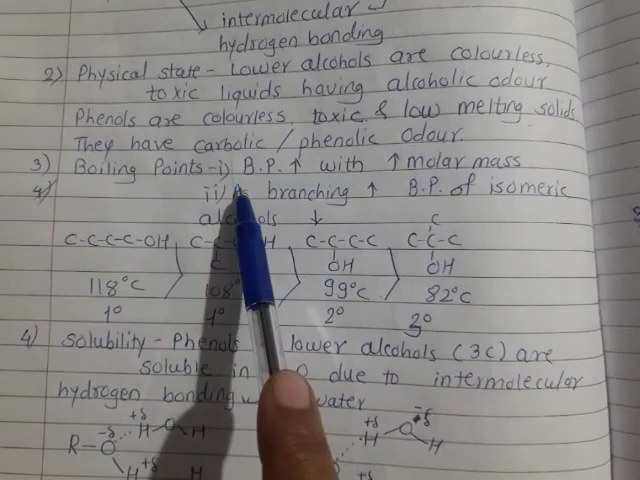 intermolecular
hydrogen bonding
2) Physical state - Lower alcohols are colourless,
toxic liquids having alcoholic odour
Phenols are colourless, toxic & low melting solids.
They have carbolic / phenolic odour.
3) Boiling Points - i) B.P. ↑ with ↑ molar mass
4) ii) branching ↑ B.P. of isomeric
alcohols ↓
C
C-C-C-C-OH C-C- H C-C-C-C C-C-C
C OH OH
118°C 108°C 99°C 82°C
1° 1° 2° 3°
4) Solubility - Phenols lower alcohols (3C) are
soluble in O due to intermolecular
hydrogen bonding water
+δ -δ
-δ H-O-H +δ H O H
R-O
H +δ H +δ